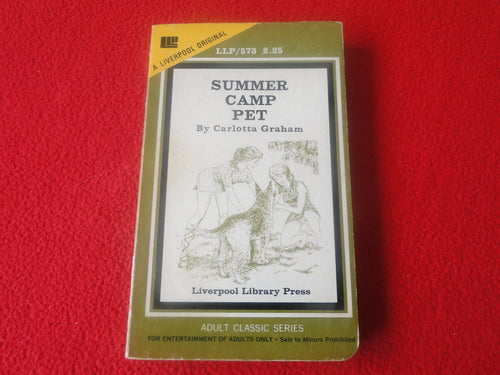 LLP
A LIVERPOOL ORIGINAL
LLP/573 2.25
SUMMER
CAMP
PET
By Carlotta Graham
Liverpool Library Press
ADULT CLASSIC SERIES
FOR ENTERTAINMENT OF ADULTS ONLY • Sale to Minors Prohibited